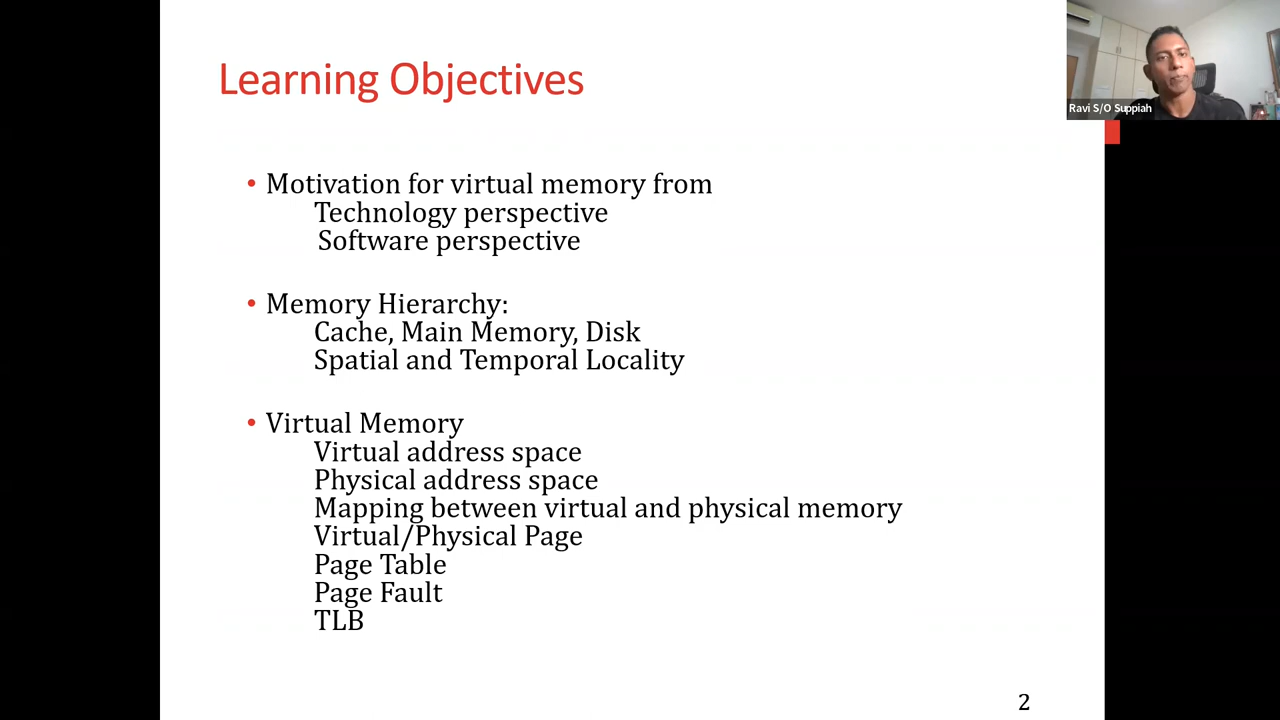 Learning Objectives
Ravi S/O Suppiah
• Motivation for virtual memory from
Technology perspective
Software perspective
• Memory Hierarchy:
Cache, Main Memory, Disk
Spatial and Temporal Locality
• Virtual Memory
Virtual address space
Physical address space
Mapping between virtual and physical memory
Virtual/Physical Page
Page Table
Page Fault
TLB
2